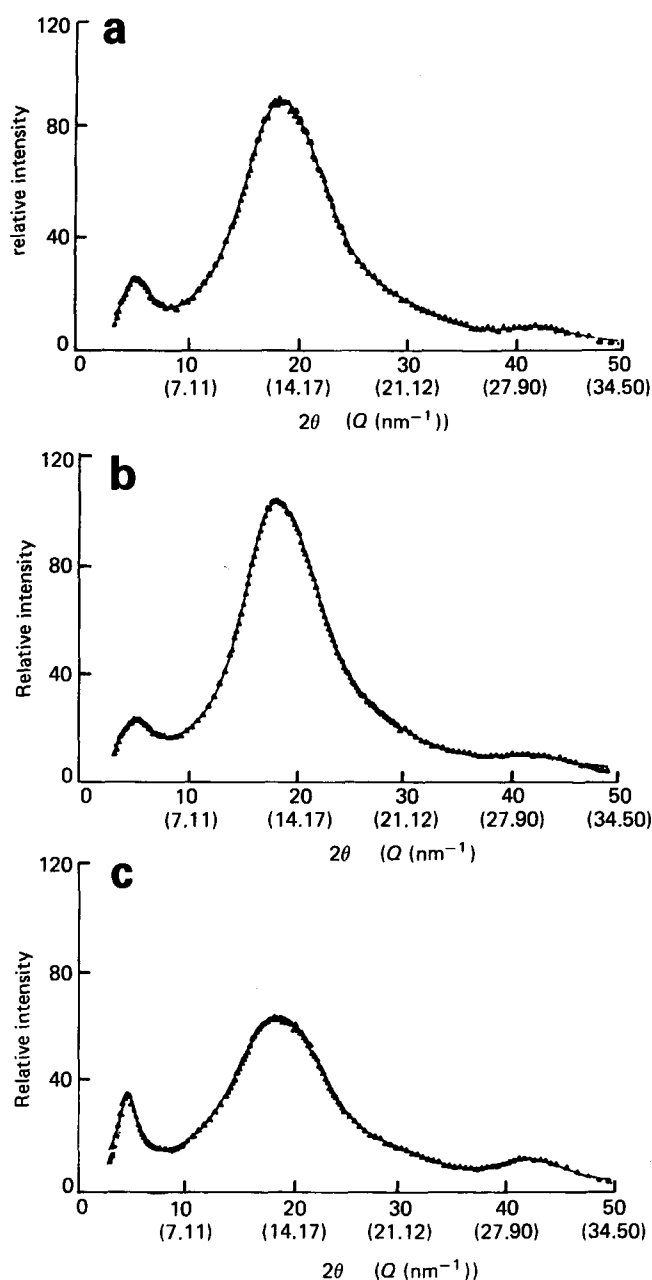 a
120
80
40
0
relative intensity
0 10 20 30 40 50
(7.11) (14.17) (21.12) (27.90) (34.50)
2θ (Q (nm⁻¹))
b
120
80
40
0
Relative intensity
0 10 20 30 40 50
(7.11) (14.17) (21.12) (27.90) (34.50)
2θ (Q (nm⁻¹)
c
120
80
40
0
Relative intensity
0 10 20 30 40 50
(7.11) (14.17) (21.12) (27.90) (34.50)
2θ (Q (nm⁻¹))